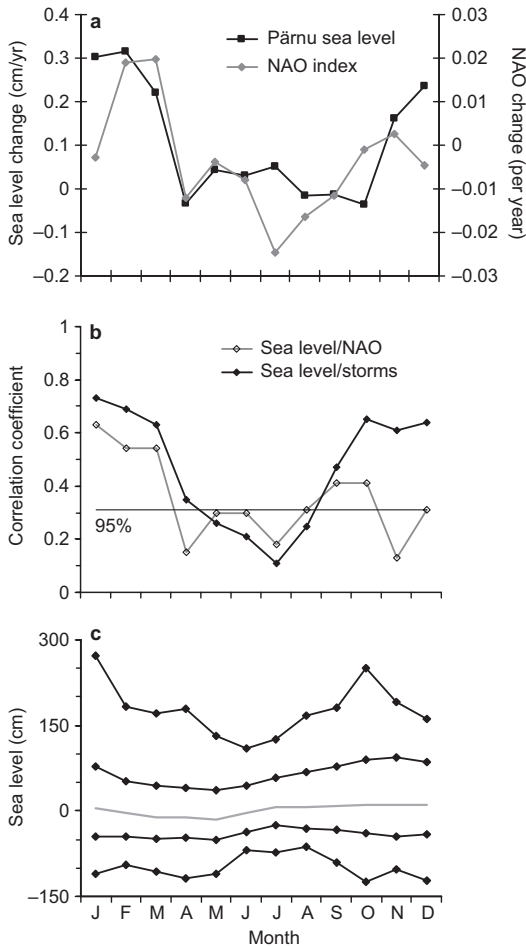 a
Pärnu sea level
NAO index
Sea level change (cm/yr)
0.4
0.3
0.2
0.1
0
–0.1
–0.2
NAO change (per year)
0.03
0.02
0.01
0
–0.01
–0.02
–0.03
b
Sea level/NAO
Sea level/storms
Correlation coefficient
1
0.8
0.6
0.4
0.2
0
95%
c
Sea level (cm)
300
150
0
–150
J F M A M J J A S O N D
Month